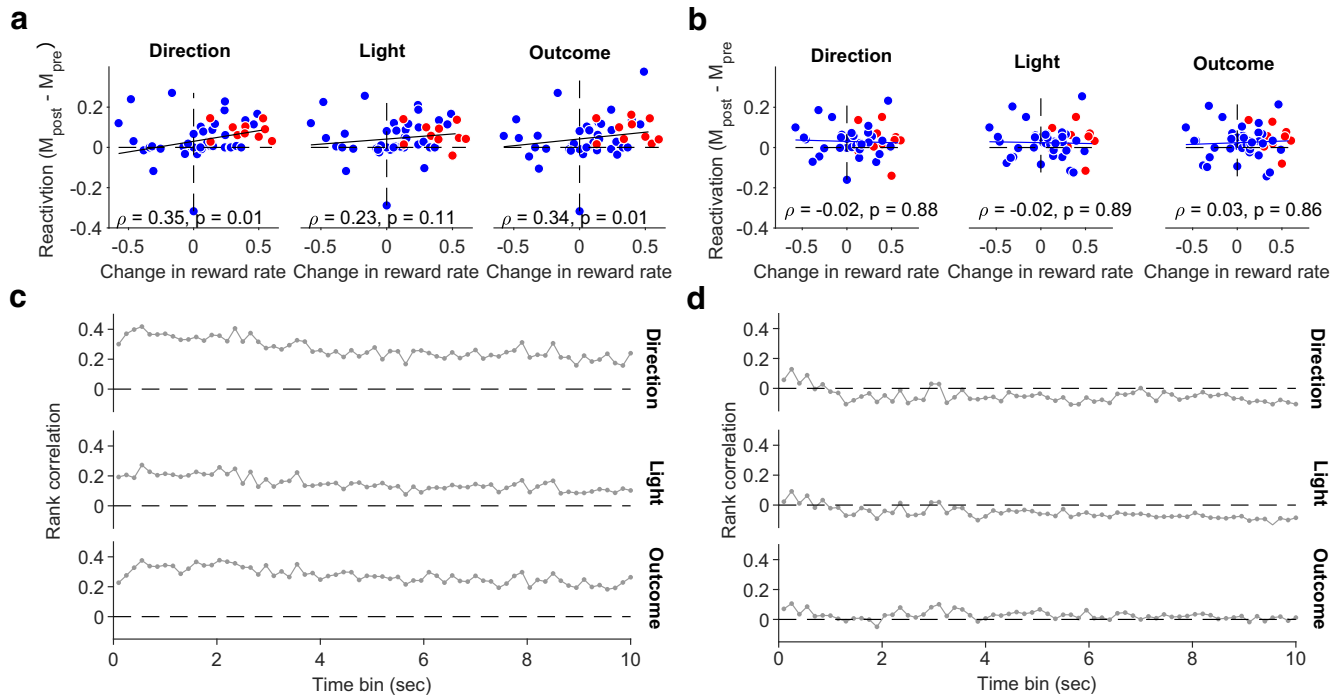 a
Direction Light Outcome
Reactivtion (M_post - M_pre)
0.2
0
-0.2
-0.4
ρ = 0.35, p = 0.01 ρ = 0.23, p = 0.11 ρ = 0.34, p = 0.01
-0.5 0 0.5 -0.5 0 0.5 -0.5 0 0.5
Change in reward rate Change in reward rate Change in reward rate
b
Direction Light Outcome
Reactivation (M_post - M_pre
0.2
0
-0.2
-0.4
ρ = -0.02, p = 0.88 ρ = -0.02, p = 0.89 ρ = 0.03, p = 0.86
-0.5 0 0.5 -0.5 0 0.5 -0.5 0 0.5
Change in reward rate Change in reward rate Change in reward rate
c
Rank correlation
0.4
0.2
0
Direction
0.4
0.2
0
Light
0.4
0.2
0
Outcome
0 2 4 6 8 10
Time bin (sec)
d
Rank correlation
0.4
0.2
0
Direction
0.4
0.2
0
Light
0.4
0.2
0
Outcome
0 2 4 6 8 10
Time bin (sec)